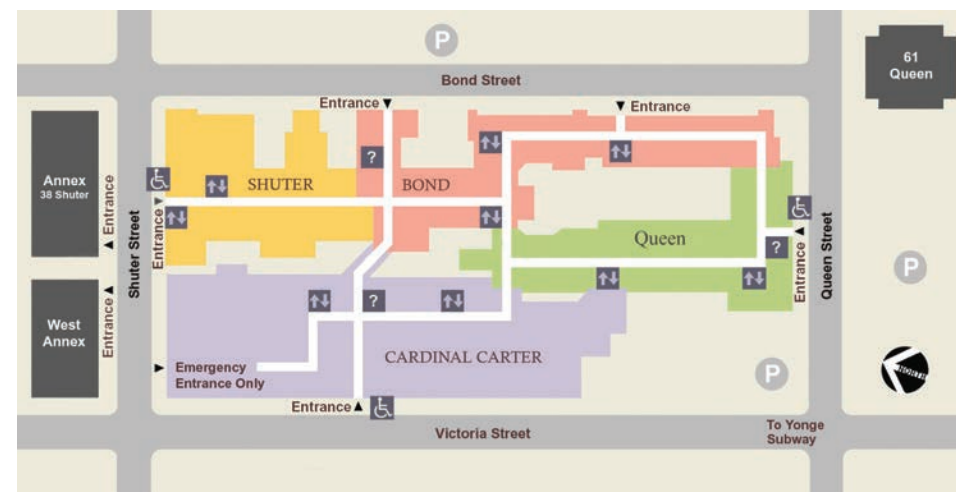 P
Bond Street
61
Queen
Entrance
Entrance
?
Annex
38 Shuter
Entrance
SHUTER
BOND
Queen
Entrance
Shuter Street
?
Entrance
Queen Street
P
Entrance
West
Annex
?
CARDINAL CARTER
Emergency
Entrance Only
P
NORTH
Entrance
Victoria Street
To Yonge
Subway